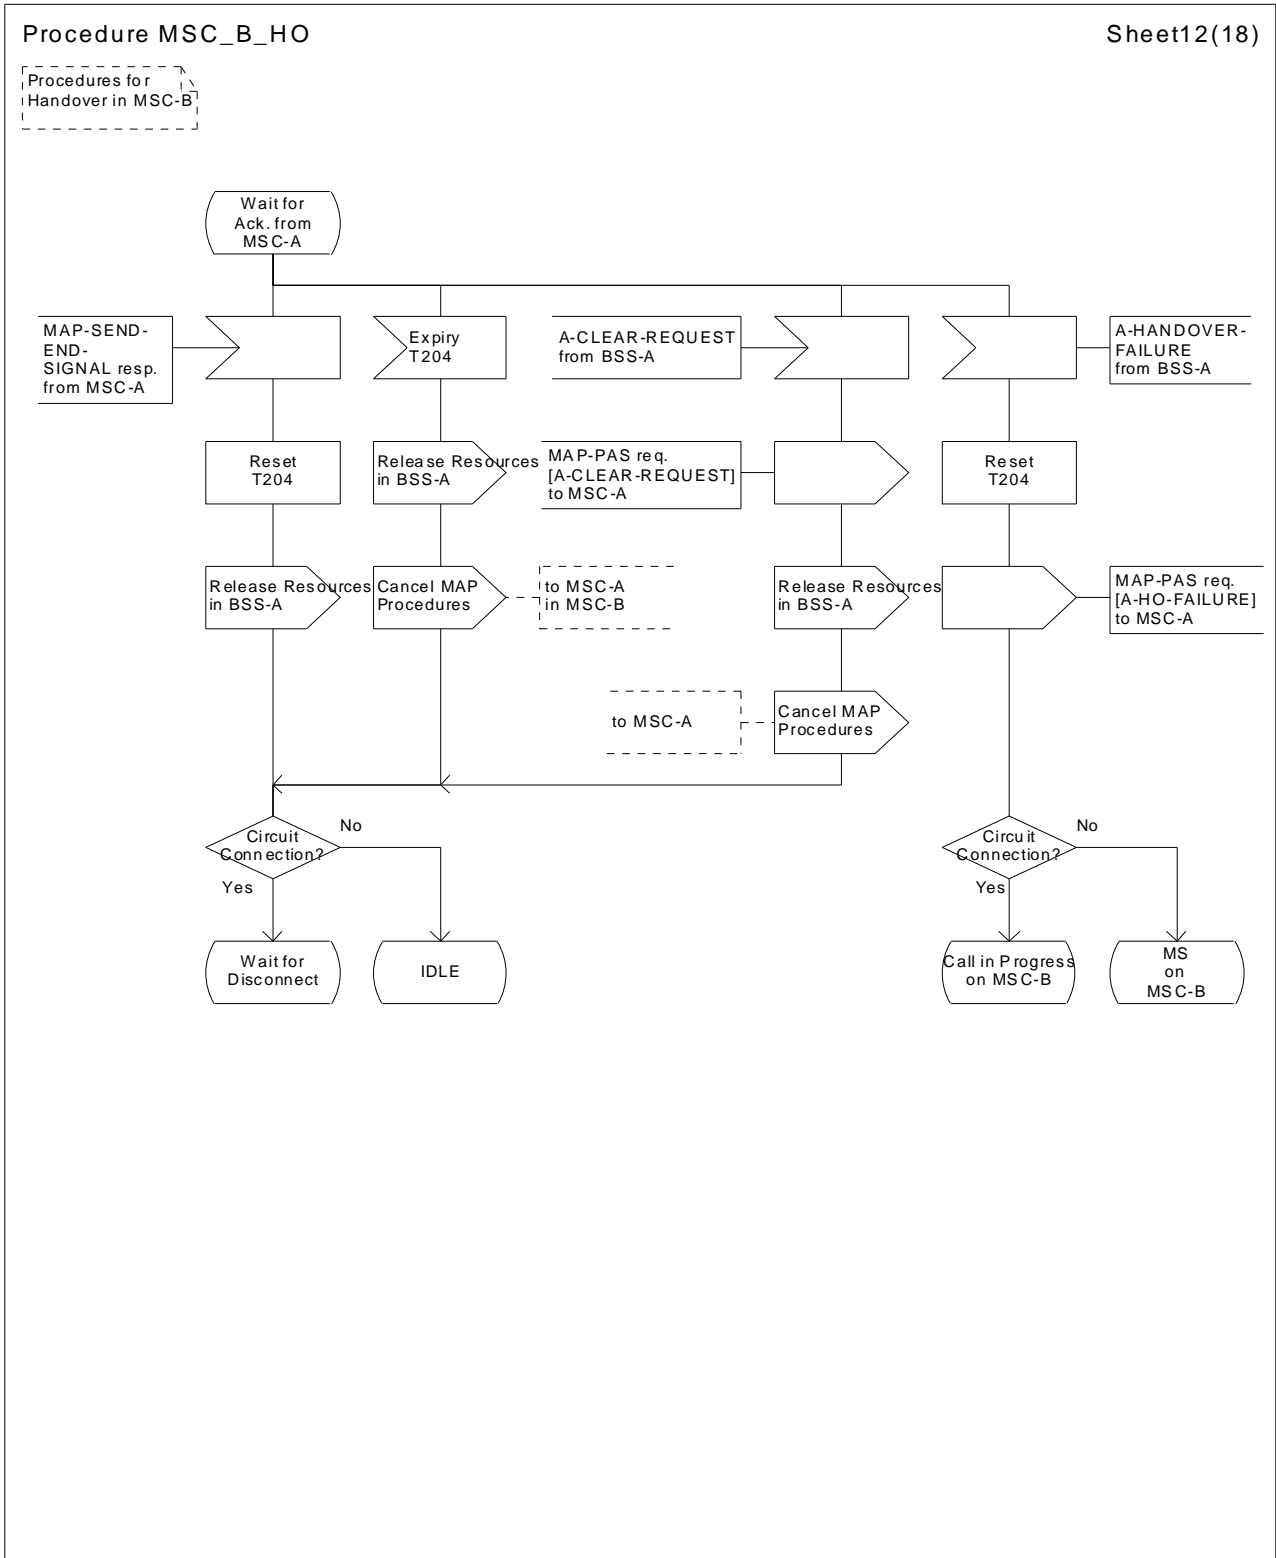 Procedure MSC_B_HO
Sheet12(18)
Procedures for
Handover in MSC-B
Wait for
Ack. from
MSC-A
MAP-SEND-
END-
SIGNAL resp.
from MSC-A
Expiry
T204
A-CLEAR-REQUEST
from BSS-A
A-HANDOVER-
FAILURE
from BSS-A
Reset
T204
Release Resources
in BSS-A
MAP-PAS req.
[A-CLEAR-REQUEST]
to MSC-A
Reset
T204
Release Resources
in BSS-A
Cancel MAP
Procedures
to MSC-A
in MSC-B
Release Resources
in BSS-A
MAP-PAS req.
[A-HO-FAILURE]
to MSC-A
to MSC-A
Cancel MAP
Procedures
Circuit
Connection?
No
Yes
Circuit
Connection?
No
Yes
Wait for
Disconnect
IDLE
Call in Progress
on MSC-B
MS
on
MSC-B